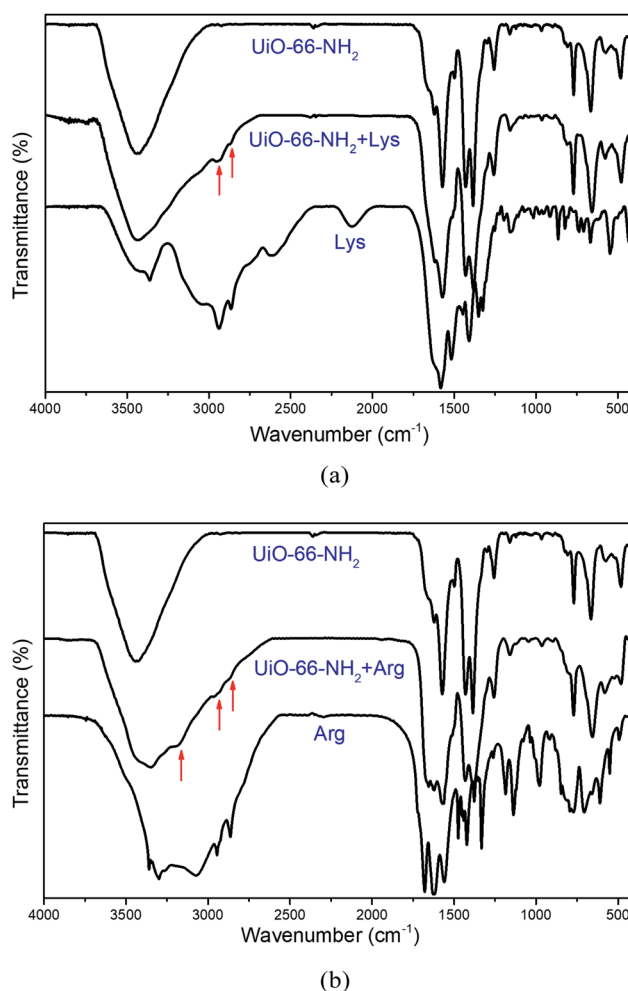 Transmittance (%)
UiO-66-NH₂
UiO-66-NH₂+Lys
Lys
4000 3500 3000 2500 2000 1500 1000 500
Wavenumber (cm⁻¹)
(a)
Transmittance (%)
UiO-66-NH₂
UiO-66-NH₂+Arg
Arg
4000 3500 3000 2500 2000 1500 1000 500
Wavenumber (cm⁻¹)
(b)